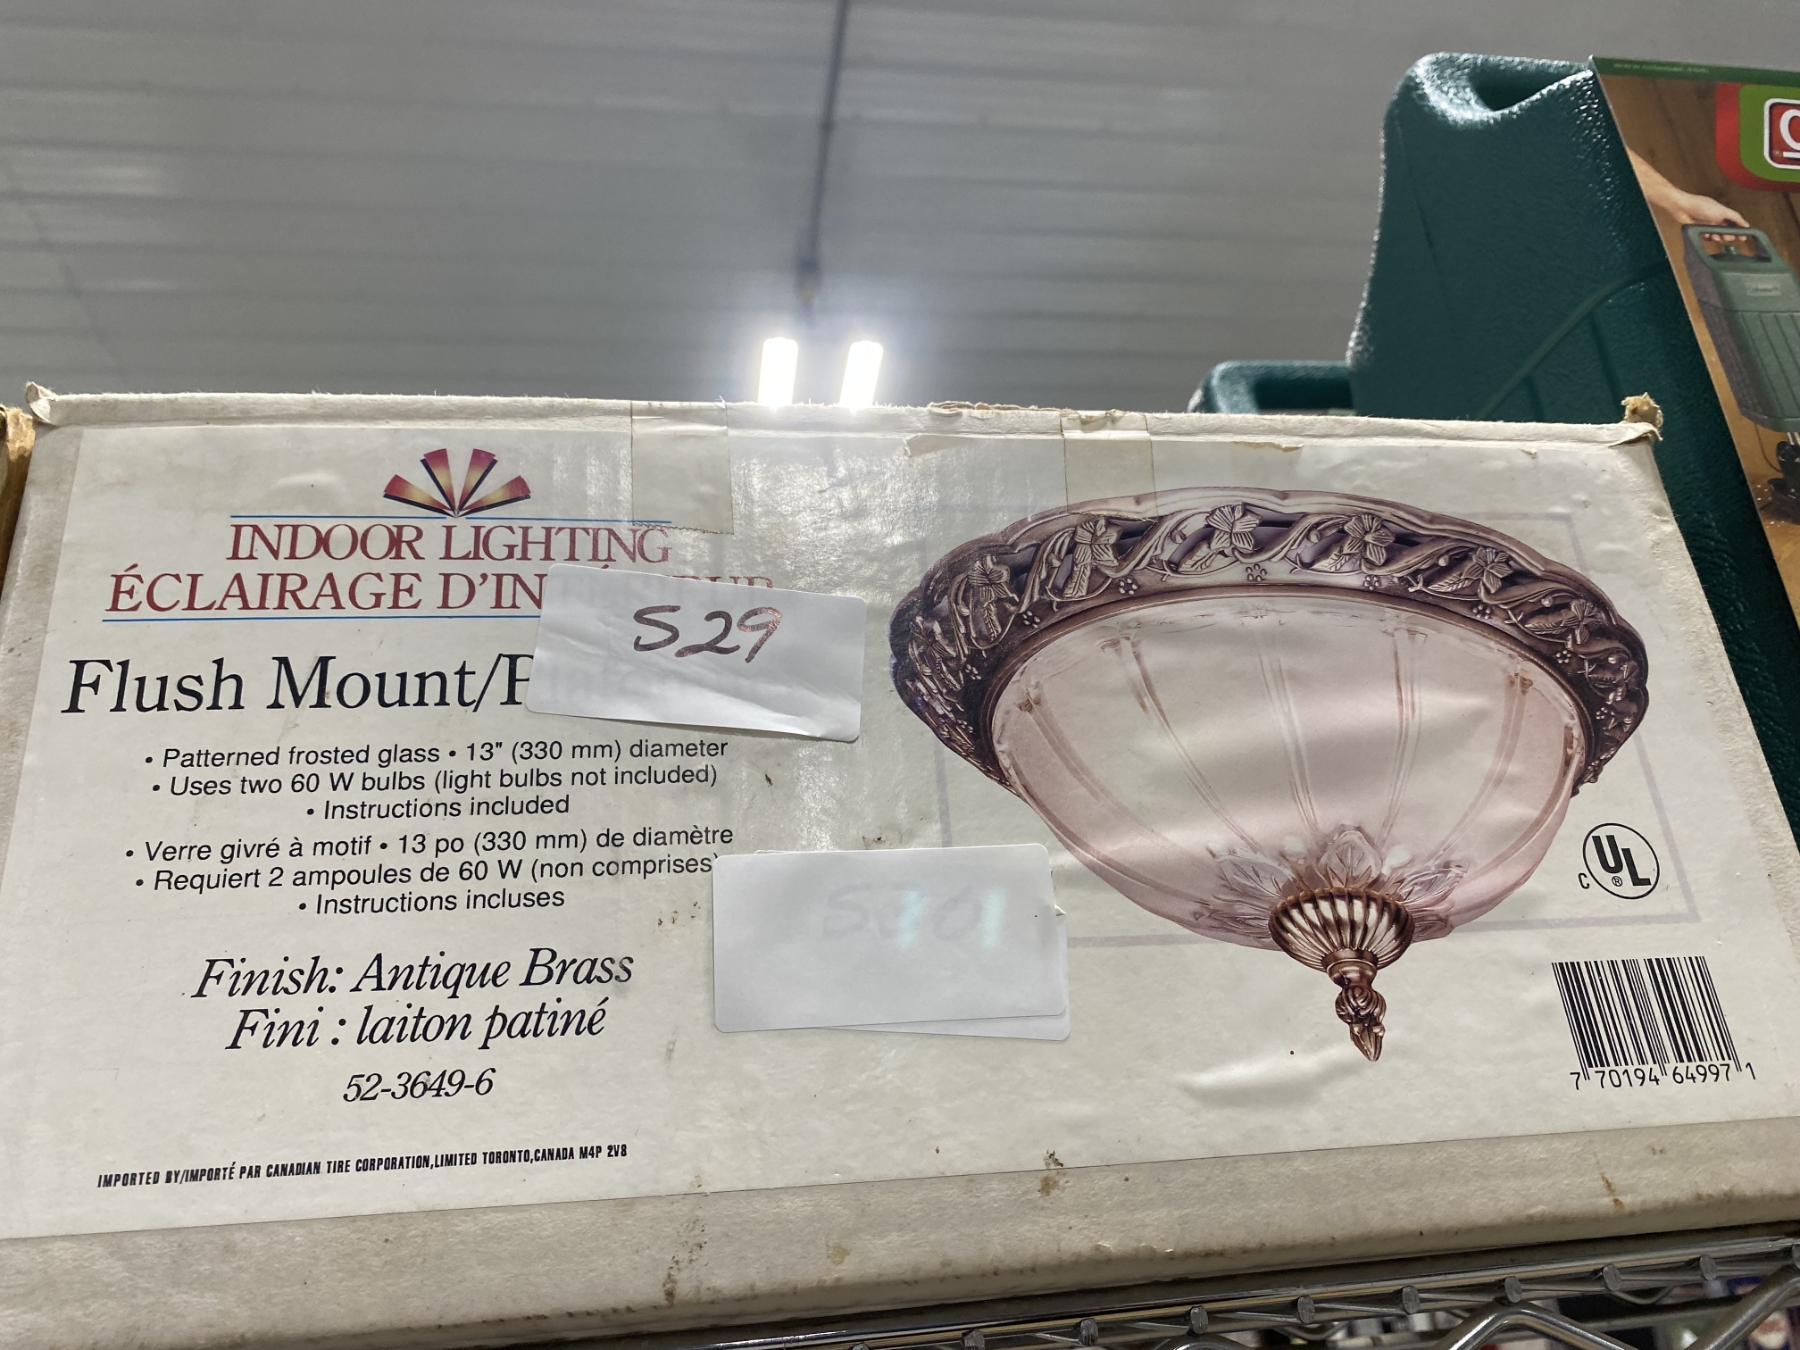 INDOOR LIGHTING
ÉCLAIRAGE D'IN
S29
Flush Mount/P
• Patterned frosted glass • 13" (330 mm) diameter
• Uses two 60 W bulbs (light bulbs not included)
• Instructions included
• Verre givré à motif • 13 po (330 mm) de diamètre
• Requiert 2 ampoules de 60 W (non comprises)
• Instructions incluses
Finish: Antique Brass
Fini : laiton patiné
52-3649-6
IMPORTED BY/IMPORTÉ PAR CANADIAN TIRE CORPORATION,LIMITED TORONTO,CANADA M4P 2V8
C UL ®
7 70194 64997 1